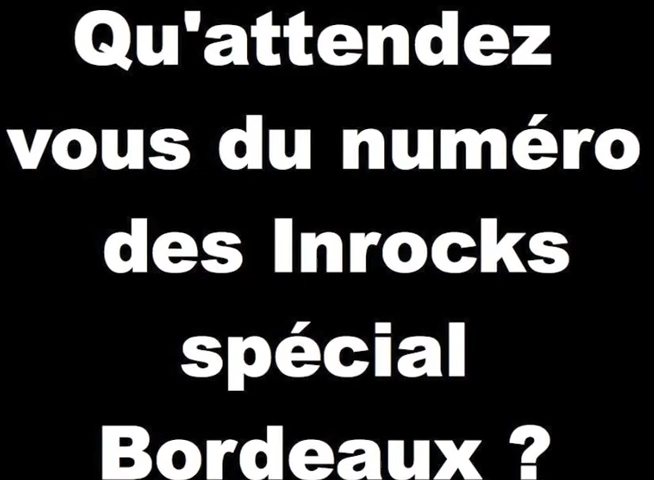 Qu'attendez
vous du numéro
des Inrocks
spécial
Bordeaux ?